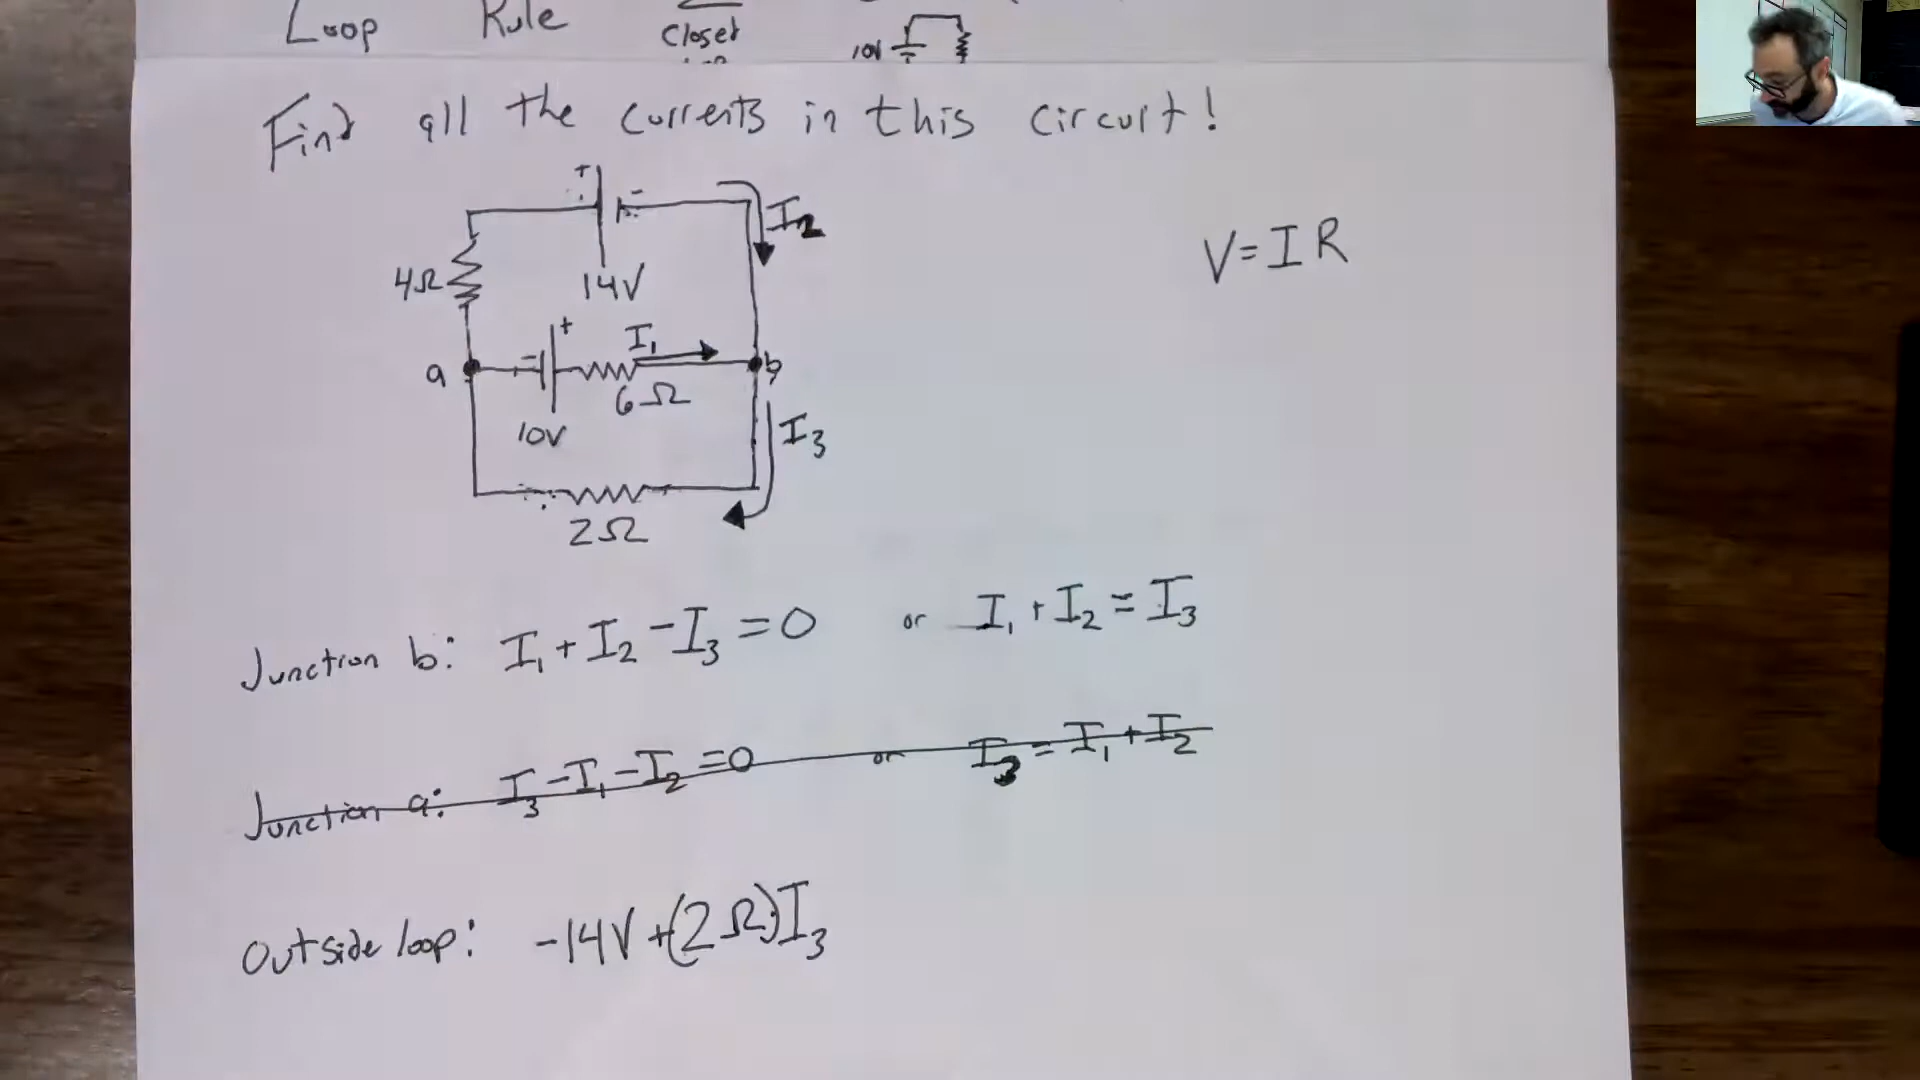 Loop Rule Closed
10V
Find all the currents in this circuit!
+ -
I₂
4Ω
14V
V=IR
- +
I₁
a
b
6Ω
10V
I₃
2Ω
Junction b: I₁+I₂-I₃=0 or I₁+I₂=I₃
Junction a: I₃-I₁-I₂=0 or I₃=I₁+I₂
Outside loop: -14V+(2Ω)I₃